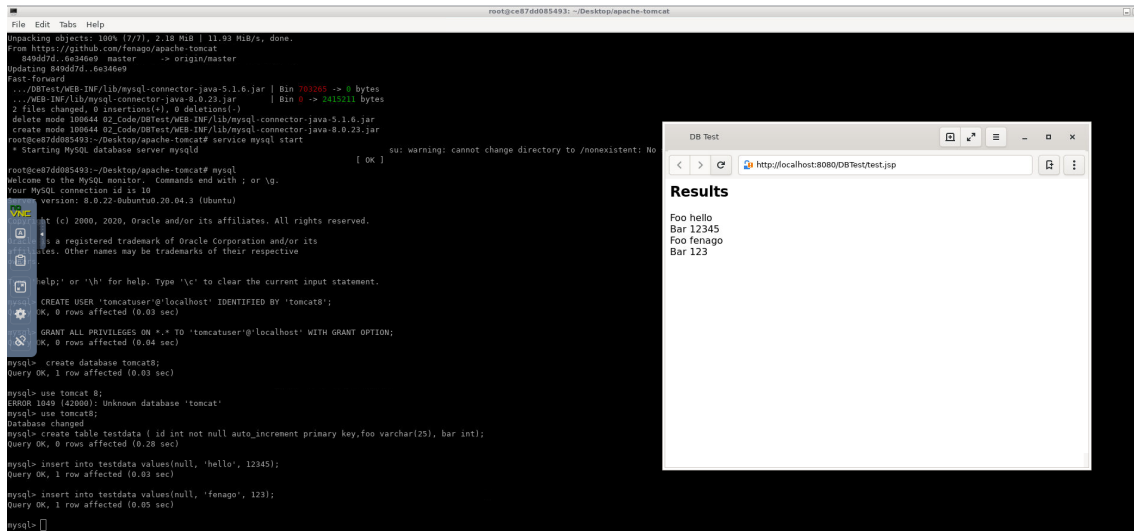 root@ce87dd085493: ~/Desktop/apache-tomcat
File Edit Tabs Help
Unpacking objects: 100% (7/7), 2.18 MiB | 11.93 MiB/s, done.
From https://github.com/fenago/apache-tomcat
849dd7d..6e346e9 master -> origin/master
Updating 849dd7d..6e346e9
Fast-forward
.../DBTest/WEB-INF/lib/mysql-connector-java-5.1.6.jar | Bin 703265 -> 0 bytes
.../WEB-INF/lib/mysql-connector-java-8.0.23.jar | Bin 0 -> 2415211 bytes
2 files changed, 0 insertions(+), 0 deletions(-)
delete mode 100644 02_Code/DBTest/WEB-INF/lib/mysql-connector-java-5.1.6.jar
create mode 100644 02_Code/DBTest/WEB-INF/lib/mysql-connector-java-8.0.23.jar
root@ce87dd085493:~/Desktop/apache-tomcat# service mysql start
* Starting MySQL database server mysqld su: warning: cannot change directory to /nonexistent: No
[ OK ]
root@ce87dd085493:~/Desktop/apache-tomcat# mysql
Welcome to the MySQL monitor. Commands end with ; or \g.
Your MySQL connection id is 10
version: 8.0.22-0ubuntu0.20.04.3 (Ubuntu)
VNC
(c) 2000, 2020, Oracle and/or its affiliates. All rights reserved.
is a registered trademark of Oracle Corporation and/or its
Other names may be trademarks of their respective
'help;' or '\h' for help. Type '\c' to clear the current input statement.
CREATE USER 'tomcatuser'@'localhost' IDENTIFIED BY 'tomcat8';
OK, 0 rows affected (0.03 sec)
GRANT ALL PRIVILEGES ON *.* TO 'tomcatuser'@'localhost' WITH GRANT OPTION;
OK, 0 rows affected (0.04 sec)
mysql> create database tomcat8;
Query OK, 1 row affected (0.03 sec)
mysql> use tomcat 8;
ERROR 1049 (42000): Unknown database 'tomcat'
mysql> use tomcat8;
Database changed
mysql> create table testdata ( id int not null auto_increment primary key,foo varchar(25), bar int);
Query OK, 0 rows affected (0.28 sec)
mysql> insert into testdata values(null, 'hello', 12345);
Query OK, 1 row affected (0.03 sec)
mysql> insert into testdata values(null, 'fenago', 123);
Query OK, 1 row affected (0.05 sec)
mysql>
DB Test
http://localhost:8080/DBTest/test.jsp
Results
Foo hello
Bar 12345
Foo fenago
Bar 123